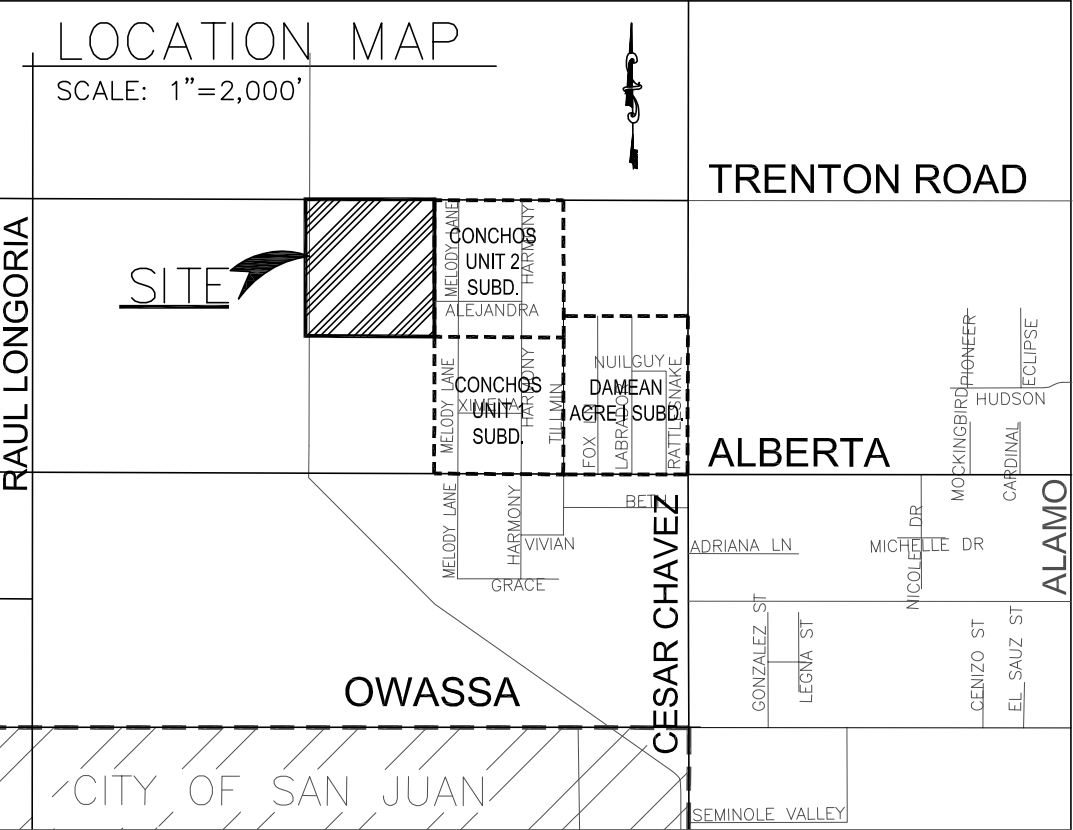 LOCATION MAP
SCALE: 1"=2,000'
TRENTON ROAD
RAUL LONGORIA
SITE
MELODY LANE
HARMONY
CONCHOS
UNIT 2
SUBD.
ALEJANDRA
MELODY LANE
HARMONY
CONCHOS
XIMENA
UNIT 1
SUBD.
TILLMIN
NUILGUY
DAMEAN
ACRE I SUBD.
FOX LN
LABRADOR
RATTLESNAKE
PIONEER
ECLIPSE
HUDSON
MOCKINGBIRD
CARDINAL
ALBERTA
ALAMO
MELODY LANE
HARMONY
BETH
VIVIAN
GRACE
CESAR CHAVEZ
ADRIANA LN
MICHELLE DR
NICOLE DR
GONZALEZ ST
LEGNA ST
CENIZO ST
EL SAUZ ST
OWASSA
CITY OF SAN JUAN
SEMINOLE VALLEY